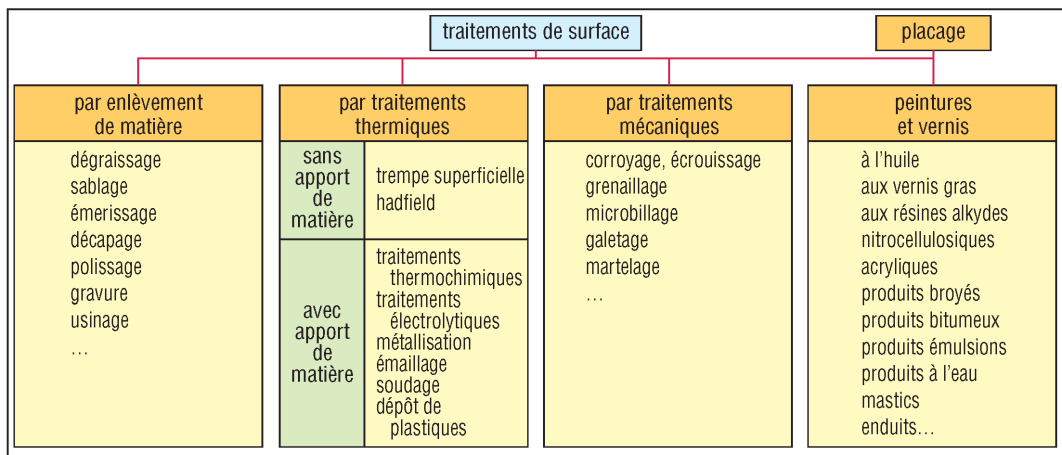 traitements de surface
placage
par enlèvement
de matière
dégraissage
sablage
émerissage
décapage
polissage
gravure
usinage
…
par traitements
thermiques
sans
apport
de
matière
trempe superficielle
hadfield
avec
apport
de
matière
traitements
thermochimiques
traitements
électrolytiques
métallisation
émaillage
soudage
dépôt de
plastiques
par traitements
mécaniques
corroyage, écrouissage
grenaillage
microbillage
galetage
martelage
…
peintures
et vernis
à l'huile
aux vernis gras
aux résines alkydes
nitrocellulosiques
acryliques
produits broyés
produits bitumeux
produits émulsions
produits à l'eau
mastics
enduits…